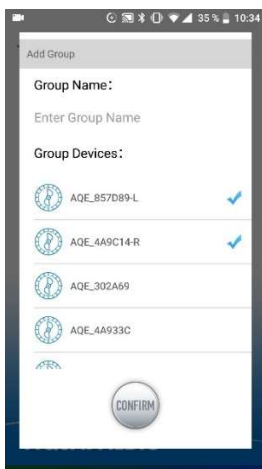 35 % 10:34
Add Group
Group Name:
Enter Group Name
Group Devices:
AQE_857D89-L
AQE_4A9C14-R
AQE_302A69
AQE_4A933C
CONFIRM